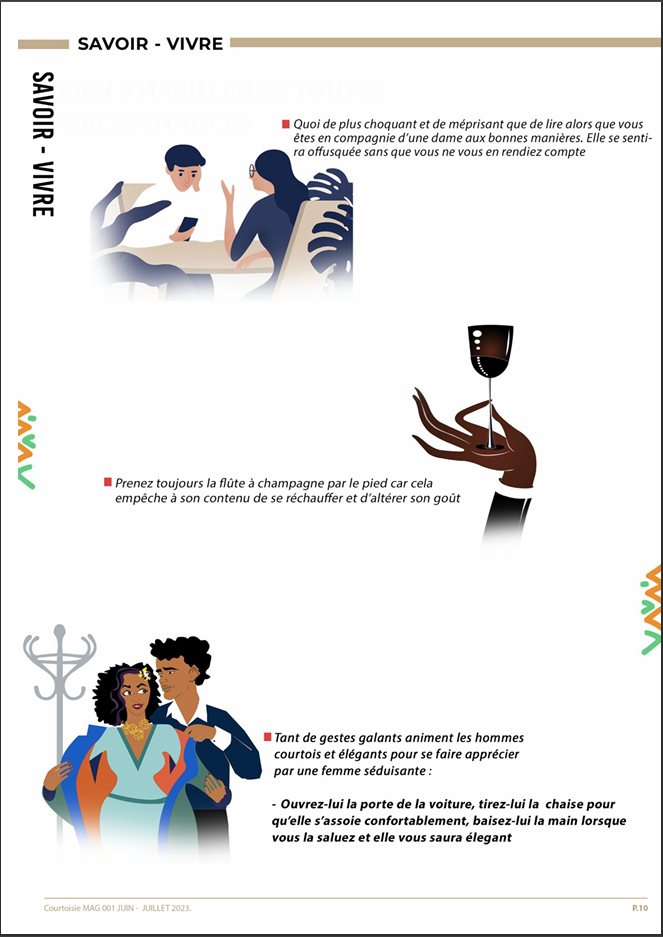 SAVOIR - VIVRE
SAVOIR - VIVRE
BIEN S'HABILLER EN TOUTES
CIRCONSTANCES
Quoi de plus choquant et de méprisant que de lire alors que vous
êtes en compagnie d'une dame aux bonnes manières. Elle se senti-
ra offusquée sans que vous ne vous en rendiez compte
Prenez toujours la flûte à champagne par le pied car cela
empêche à son contenu de se réchauffer et d'altérer son goût
Tant de gestes galants animent les hommes
courtois et élégants pour se faire apprécier
par une femme séduisante :
- Ouvrez-lui la porte de la voiture, tirez-lui la chaise pour
qu'elle s'assoie confortablement, baisez-lui la main lorsque
vous la saluez et elle vous saura élegant
Courtoisie MAG 001 JUIN - JUILLET 2023.
P.10